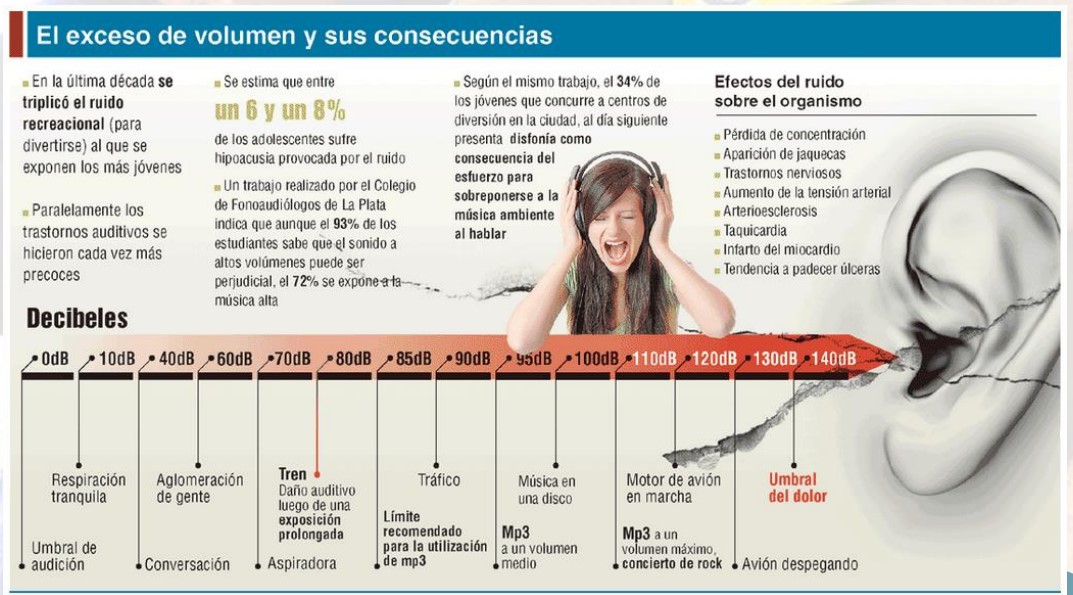 El exceso de volumen y sus consecuencias
En la última década se
triplicó el ruido
recreacional (para
divertirse) al que se
exponen los más jóvenes
Paralelamente los
trastornos auditivos se
hicieron cada vez más
precoces
Se estima que entre
un 6 y un 8%
de los adolescentes sufre
hipoacusia provocada por el ruido
Un trabajo realizado por el Colegio
de Fonoaudiólogos de La Plata
indica que aunque el 93% de los
estudiantes sabe que el sonido a
altos volúmenes puede ser
perjudicial, el 72% se expone a la
música alta
Según el mismo trabajo, el 34% de
los jóvenes que concurre a centros de
diversión en la ciudad, al día siguiente
presenta disfonía como
consecuencia del
esfuerzo para
sobreponerse a la
música ambiente
al hablar
Efectos del ruido
sobre el organismo
Pérdida de concentración
Aparición de jaquecas
Trastornos nerviosos
Aumento de la tensión arterial
Arterioesclerosis
Taquicardia
Infarto del miocardio
Tendencia a padecer úlceras
Decibeles
0dB 10dB 40dB 60dB 70dB 80dB 85dB 90dB 95dB 100dB 110dB 120dB 130dB 140dB
Umbral de
audición
Respiración
tranquila
Conversación
Aglomeración
de gente
Aspiradora
Tren
Daño auditivo
luego de una
exposición
prolongada
Límite
recomendado
para la utilización
de mp3
Tráfico
Mp3
a un volumen
medio
Música en
una disco
Mp3 a un
volumen máximo,
concierto de rock
Motor de avión
en marcha
Avión despegando
Umbral
del dolor